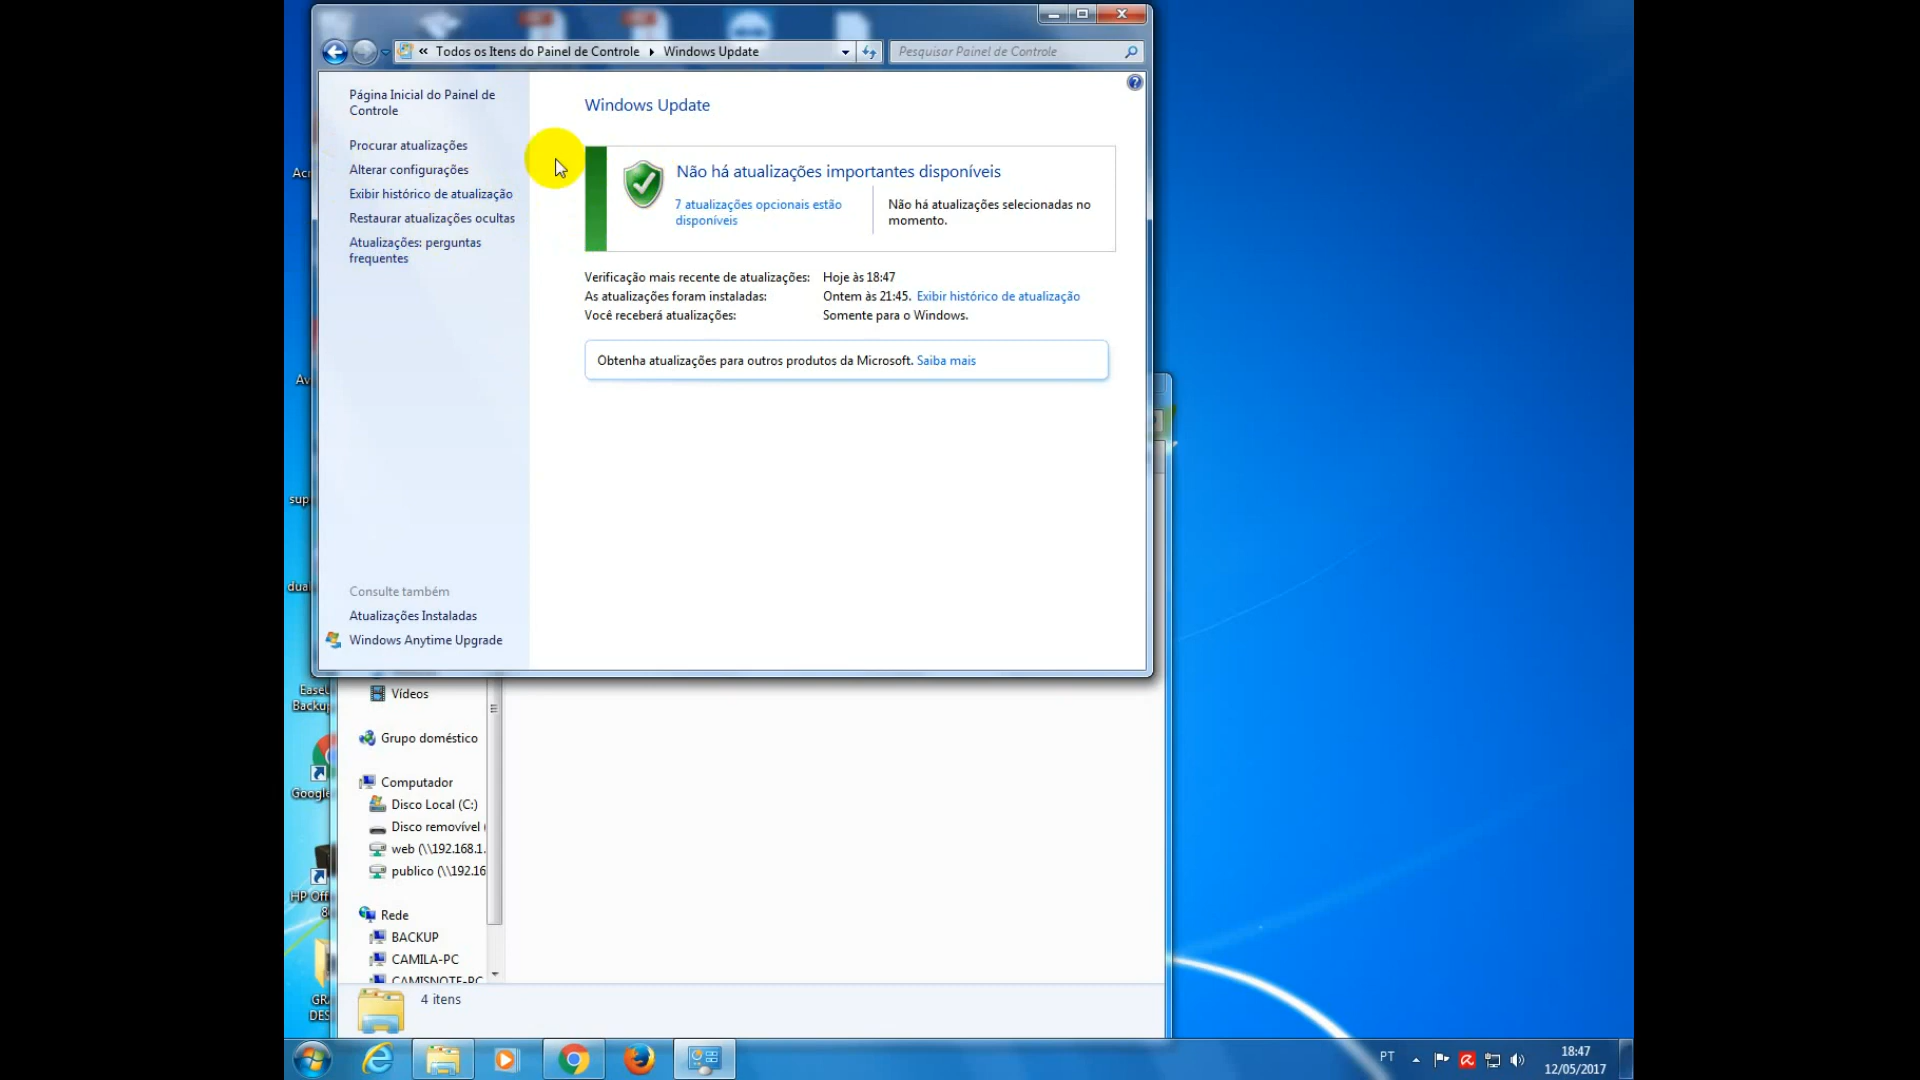 « Todos os Itens do Painel de Controle Windows Update
Pesquisar Painel de Controle
Página Inicial do Painel de
Controle
Procurar atualizações
Alterar configurações
Exibir histórico de atualização
Restaurar atualizações ocultas
Atualizações: perguntas
frequentes
Windows Update
Não há atualizações importantes disponíveis
7 atualizações opcionais estão
disponíveis
Não há atualizações selecionadas no
momento.
Verificação mais recente de atualizações: Hoje às 18:47
As atualizações foram instaladas: Ontem às 21:45. Exibir histórico de atualização
Você receberá atualizações: Somente para o Windows.
Obtenha atualizações para outros produtos da Microsoft. Saiba mais
Consulte também
Atualizações Instaladas
Windows Anytime Upgrade
Vídeos
Grupo doméstico
Computador
Disco Local (C:)
Disco removível
web (\\192.168.1.
publico (\\192.16
Rede
BACKUP
CAMILA-PC
CAMISNOTE-PC
4 itens
Backup
Google
HP
8
DES
PT
18:47
12/05/2017